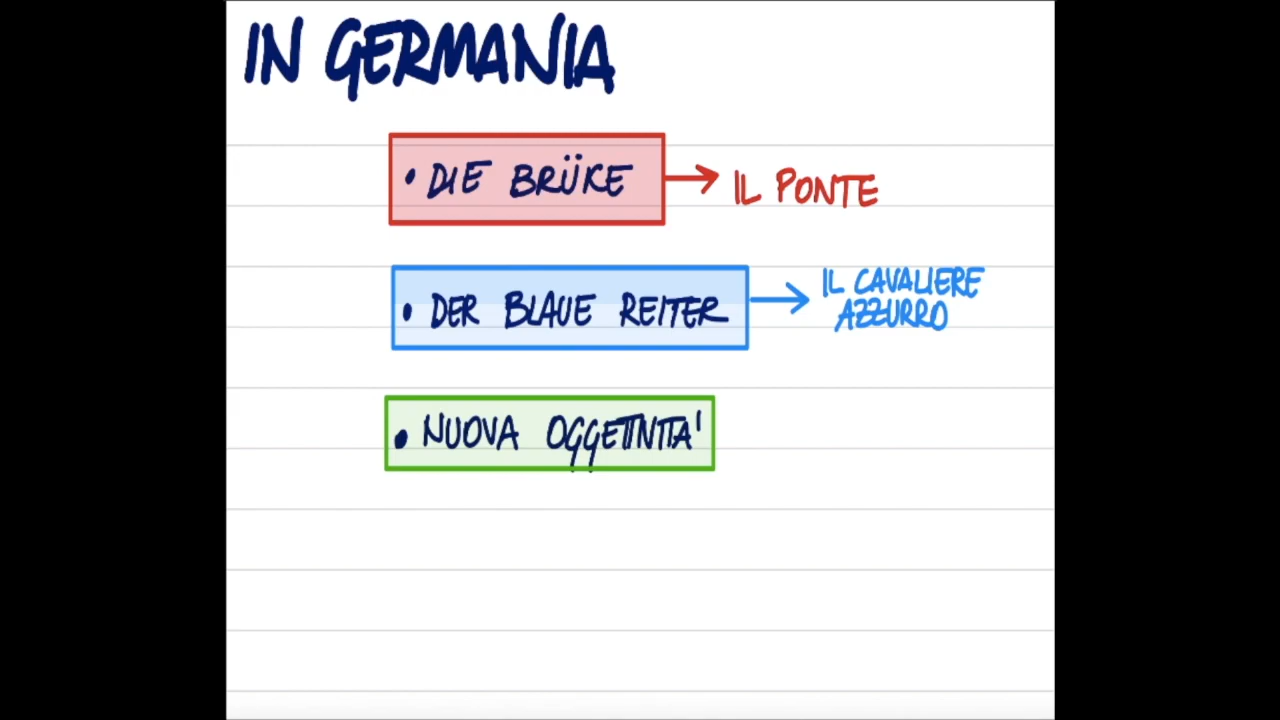 IN GERMANIA
• DIE BRÜKE → IL PONTE
• DER BLAUE REITER → IL CAVALIERE
AZZURRO
• NUOVA OGGETTIVITA'